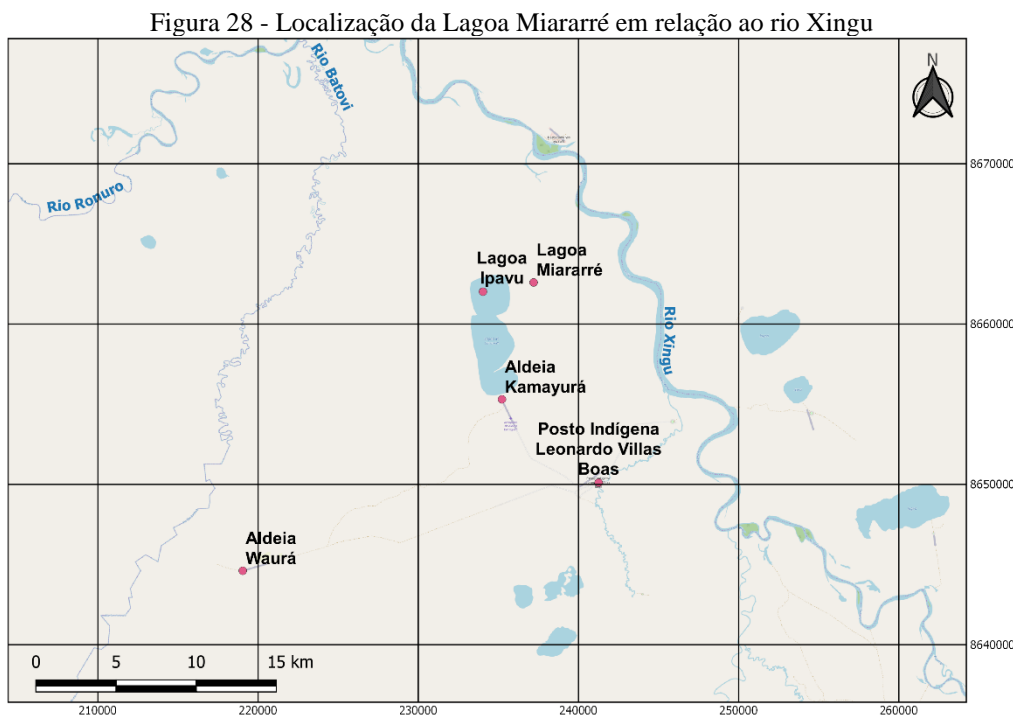 Figura 28 - Localização da Lagoa Miararré em relação ao rio Xingu
N
Rio Batovi
8670000
Rio Ronuro
Lagoa
Ipavu
Lagoa
Miararré
8660000
Rio Xingu
Aldeia
Kamayurá
Posto Indígena
Leonardo Villas
Boas
8650000
Aldeia
Waurá
8640000
0 5 10 15 km
210000 220000 230000 240000 250000 260000